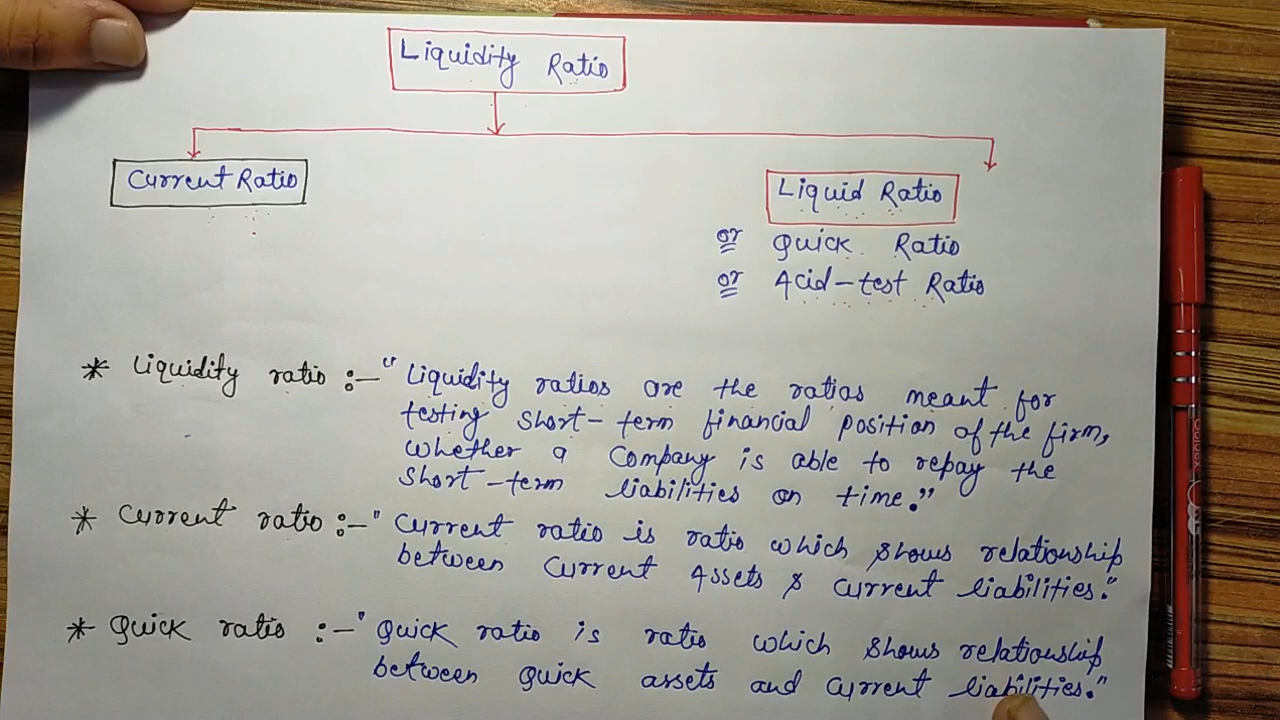 Liquidity Ratio
Current Ratio
Liquid Ratio
or Quick Ratio
or Acid-test Ratio
* Liquidity ratio :- "Liquidity ratios are the ratios meant for
testing short-term financial position of the firm,
whether a Company is able to repay the
short-term liabilities on time."
* Current ratio :- "Current ratio is ratio which shows relationship
between Current Assets & Current liabilities."
* Quick ratio :- "Quick ratio is ratio which shows relationship
between Quick assets and Current liabilities."